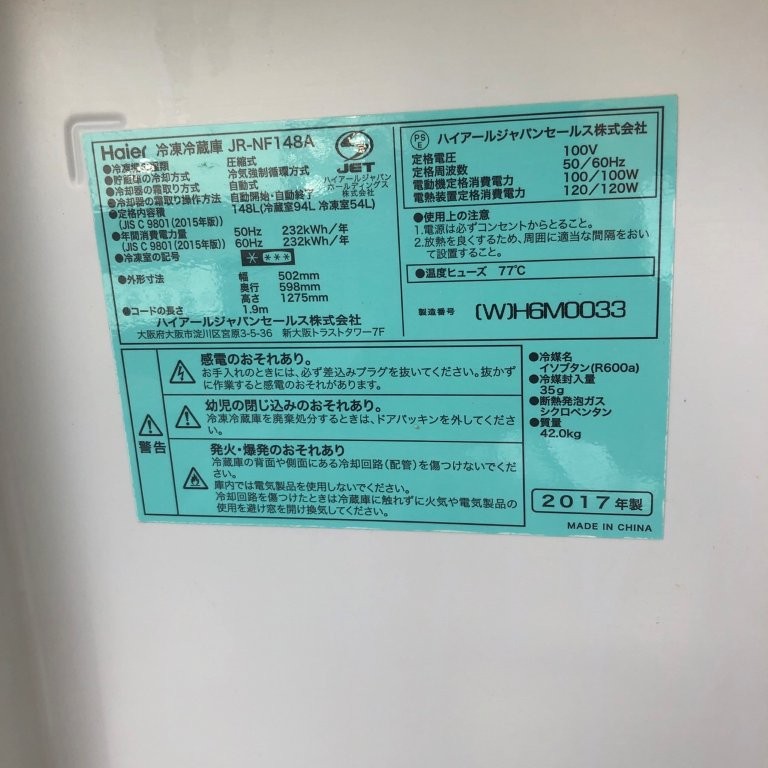 Haier 冷凍冷蔵庫 JR-NF148A
圧縮式
●貯蔵室の冷却方式 冷気強制循環方式
●冷却器の霜取り方式 自動式
●冷却器の霜取り操作方法 自動開始・自動終了
●定格内容積 148L(冷蔵室94L 冷凍室54L)
(JIS C 9801(2015年版))
●年間消費電力量 50Hz 232kWh/年
(JIS C 9801(2015年版)) 60Hz 232kWh/年
●冷凍室の記号 ＊＊＊＊
●外形寸法 幅 502mm
奥行 598mm
高さ 1275mm
●コードの長さ 1.9m
ハイアールジャパンセールス株式会社
大阪府大阪市淀川区宮原3-5-36 新大阪トラストタワー7F
JET
ハイアールジャパン
ホールディングス
株式会社
PS
E
ハイアールジャパンセールス株式会社
定格電圧 100V
定格周波数 50/60Hz
電動機定格消費電力 100/100W
電熱装置定格消費電力 120/120W
●使用上の注意
1.電源は必ずコンセントからとること。
2.放熱を良くするため、周囲に適当な間隔をおい
て設置すること。
●温度ヒューズ 77℃
製造番号 (W)H6M0033
警告
感電のおそれあり。
お手入れのときには、必ず差込みプラグを抜いてください。抜かず
に作業すると感電のおそれがあります。
幼児の閉じ込みのおそれあり。
冷凍冷蔵庫を廃棄処分するときは、ドアパッキンを外してくださ
い。
発火・爆発のおそれあり
冷蔵庫の背面や側面にある冷却回路(配管)を傷つけないでくだ
さい。
庫内では電気製品を使用しないでください。
冷却回路を傷つけたときは冷蔵庫に触れずに火気や電気製品の
使用を避け窓を開け換気してください。
●冷媒名
イソブタン(R600a)
●冷媒封入量
35g
●断熱発泡ガス
シクロペンタン
●質量
42.0kg
2017年製
MADE IN CHINA